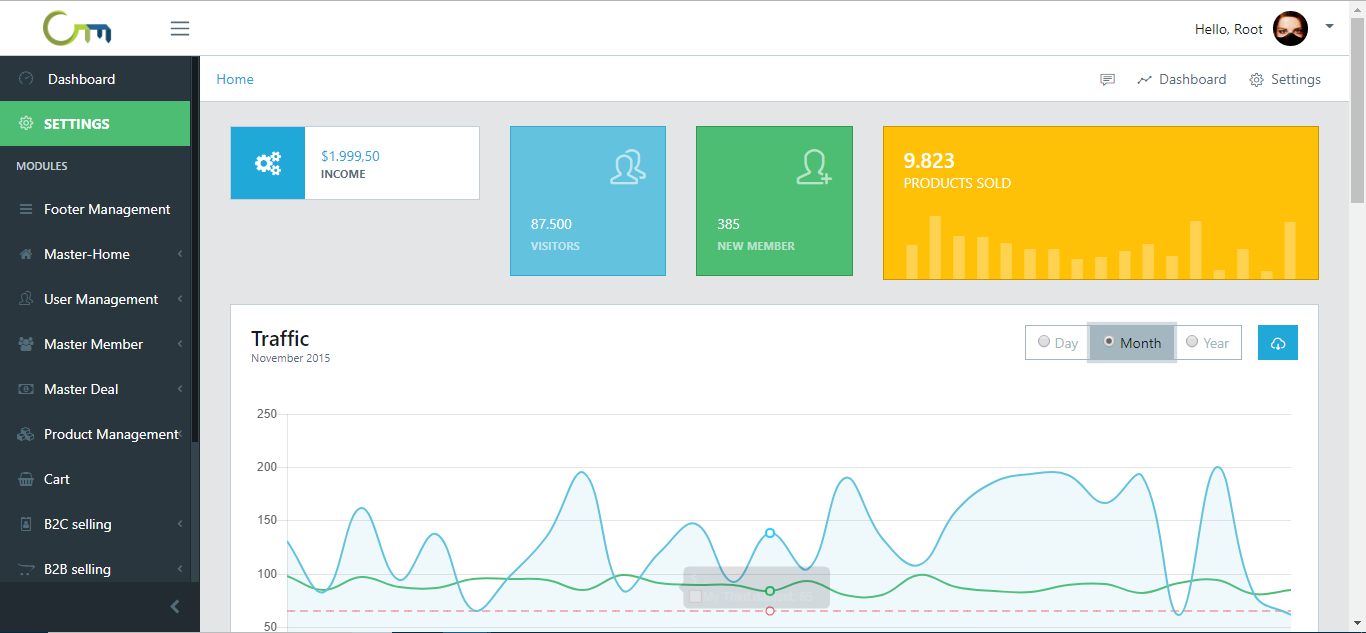 Hello, Root
Dashboard
SETTINGS
MODULES
Footer Management
Master-Home
User Management
Master Member
Master Deal
Product Management
Cart
B2C selling
B2B selling
Home
Dashboard
Settings
$1.999,50
INCOME
87.500
VISITORS
385
NEW MEMBER
9.823
PRODUCTS SOLD
Traffic
November 2015
Day
Month
Year
250
200
150
100
50